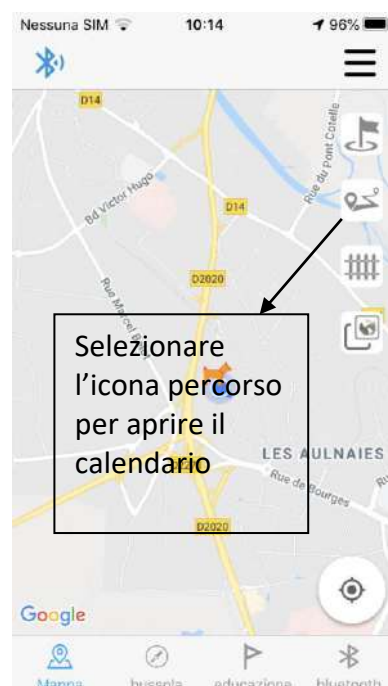 Nessuna SIM 10:14 96%
D14
Rue du Pont Cotelle
Bd Victor Hugo
D14
D2020
Rue Marcel
Selezionare
l'icona percorso
per aprire il
calendario
LES AULNAIES
Rue de Bourges
D2020
Google
Mappa bussola educazione bluetooth